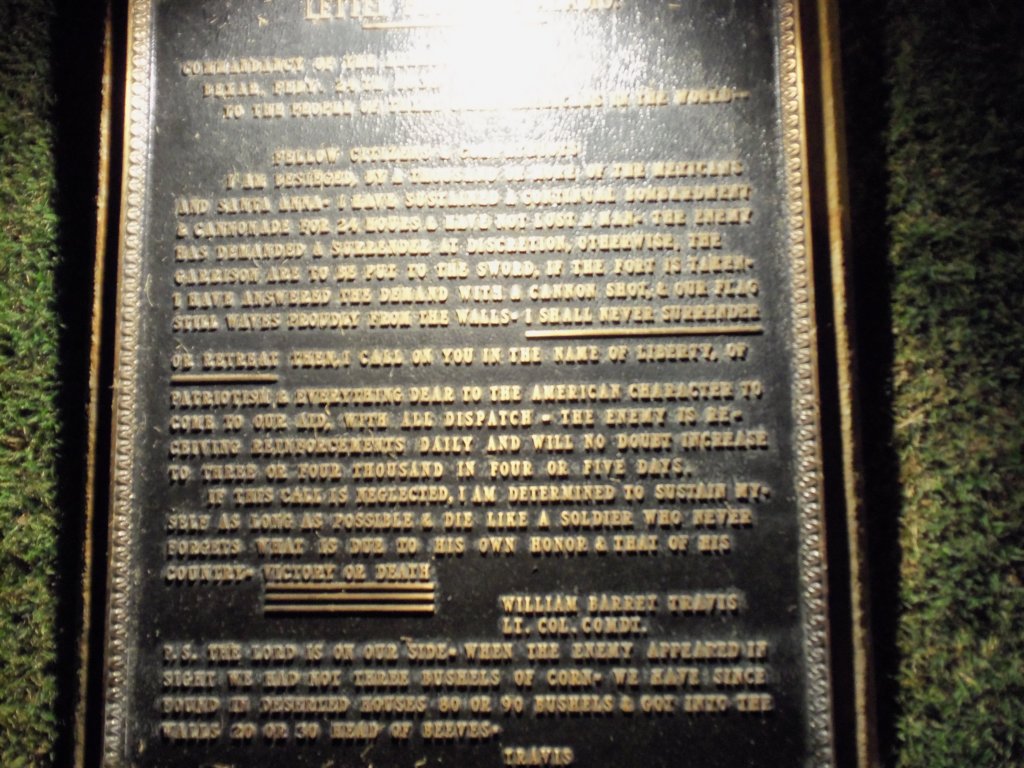 LETTER
COMMANDANCY OF THE
BEXAR, FEBY. 24
TO THE PEOPLE OF IN THE WORLD-
FELLOW CITIZENS &
I AM BESIEGED, BY A THOUSAND OR MORE OF THE MEXICANS
AND SANTA ANNA- I HAVE SUSTAINED A CONTINUAL BOMBARDMENT
& CANNONADE FOR 24 HOURS & HAVE NOT LOST A MAN- THE ENEMY
HAS DEMANDED A SURRENDER AT DISCRETION, OTHERWISE, THE
GARRISON ARE TO BE PUT TO THE SWORD, IF THE FORT IS TAKEN-
I HAVE ANSWERED THE DEMAND WITH A CANNON SHOT, & OUR FLAG
STILL WAVES PROUDLY FROM THE WALLS- I SHALL NEVER SURRENDER
OR RETREAT THEN, I CALL ON YOU IN THE NAME OF LIBERTY, OF
PATRIOTISM & EVERYTHING DEAR TO THE AMERICAN CHARACTER TO
COME TO OUR AID, WITH ALL DISPATCH - THE ENEMY IS RE-
CEIVING REINFORCEMENTS DAILY AND WILL NO DOUBT INCREASE
TO THREE OR FOUR THOUSAND IN FOUR OR FIVE DAYS.
IF THIS CALL IS NEGLECTED, I AM DETERMINED TO SUSTAIN MY-
SELF AS LONG AS POSSIBLE & DIE LIKE A SOLDIER WHO NEVER
FORGETS WHAT IS DUE TO HIS OWN HONOR & THAT OF HIS
COUNTRY- VICTORY OR DEATH
WILLIAM BARRET TRAVIS
LT. COL. COMDT.
P.S. THE LORD IS ON OUR SIDE- WHEN THE ENEMY APPEARED IN
SIGHT WE HAD NOT THREE BUSHELS OF CORN- WE HAVE SINCE
FOUND IN DESERTED HOUSES 80 OR 90 BUSHELS & GOT INTO THE
WALLS 20 OR 30 HEAD OF BEEVES-
TRAVIS